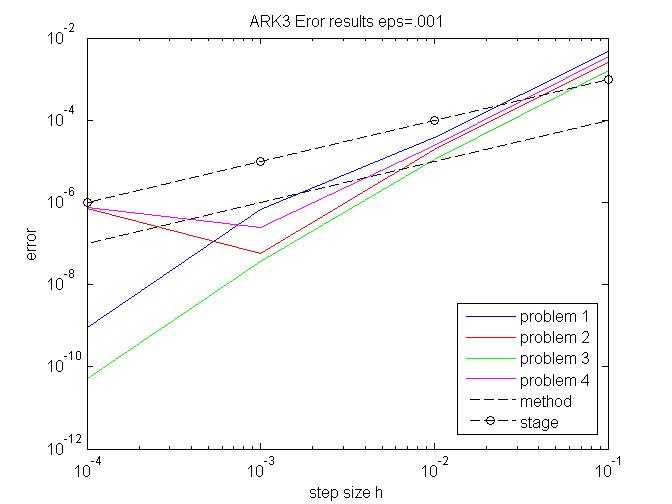 ARK3 Eror results eps=.001
10^-2
10^-4
10^-6
10^-8
10^-10
10^-12
error
10^-4
10^-3
10^-2
10^-1
step size h
problem 1
problem 2
problem 3
problem 4
method
stage